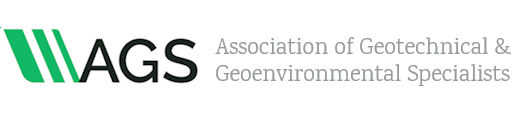 AGS
Association of Geotechnical &
Geoenvironmental Specialists